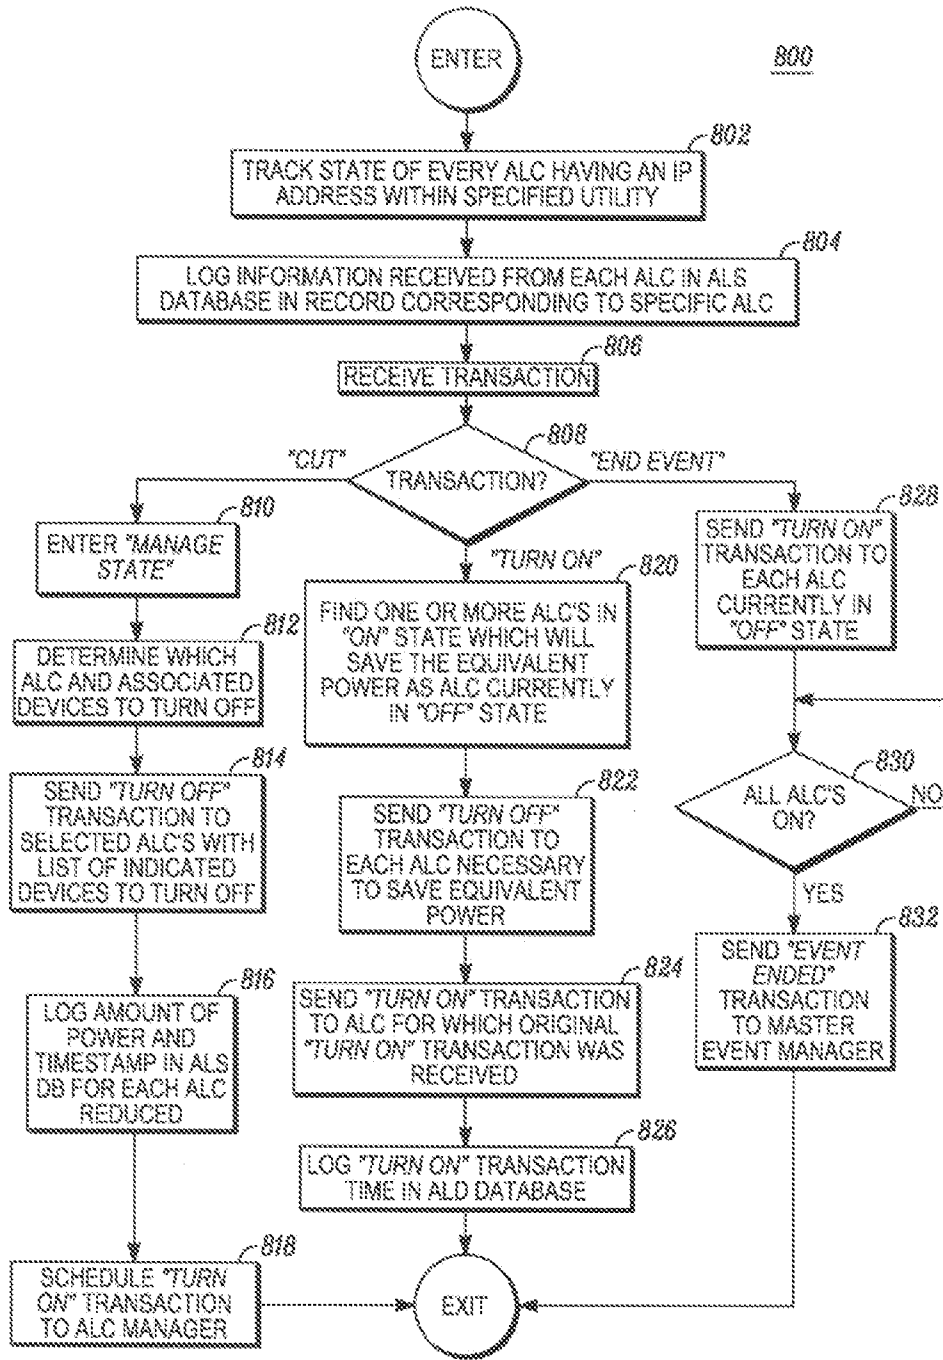 ENTER
800
802
TRACK STATE OF EVERY ALC HAVING AN IP
ADDRESS WITHIN SPECIFIED UTILITY
804
LOG INFORMATION RECEIVED FROM EACH ALC IN ALS
DATABASE IN RECORD CORRESPONDING TO SPECIFIC ALC
806
RECEIVE TRANSACTION
808
TRANSACTION?
"CUT"
"END EVENT"
"TURN ON"
810
ENTER "MANAGE
STATE"
812
DETERMINE WHICH
ALC AND ASSOCIATED
DEVICES TO TURN OFF
814
SEND "TURN OFF"
TRANSACTION TO
SELECTED ALC'S WITH
LIST OF INDICATED
DEVICES TO TURN OFF
816
LOG AMOUNT OF
POWER AND
TIMESTAMP IN ALS
DB FOR EACH ALC
REDUCED
818
SCHEDULE "TURN
ON" TRANSACTION
TO ALC MANAGER
820
FIND ONE OR MORE ALC'S IN
"ON" STATE WHICH WILL
SAVE THE EQUIVALENT
POWER AS ALC CURRENTLY
IN "OFF" STATE
822
SEND "TURN OFF"
TRANSACTION TO
EACH ALC NECESSARY
TO SAVE EQUIVALENT
POWER
824
SEND "TURN ON" TRANSACTION
TO ALC FOR WHICH ORIGINAL
"TURN ON" TRANSACTION WAS
RECEIVED
826
LOG "TURN ON" TRANSACTION
TIME IN ALD DATABASE
EXIT
828
SEND "TURN ON"
TRANSACTION TO
EACH ALC
CURRENTLY IN
"OFF" STATE
830
ALL ALC'S
ON?
NO
YES
832
SEND "EVENT
ENDED"
TRANSACTION
TO MASTER
EVENT MANAGER